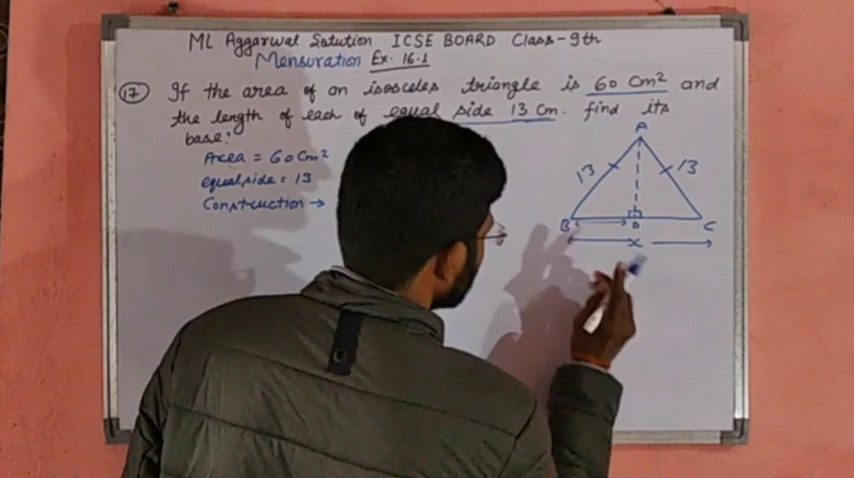 ML Aggarwal Solution ICSE BOARD Class-9th
Mensuration Ex. 16.1
17 If the area of an isosceles triangle is 60 Cm² and
the length of each of equal side 13 Cm. find its
base:
Area = 60 Cm²
equal side = 13
Construction →
A
13 13
B D C
x